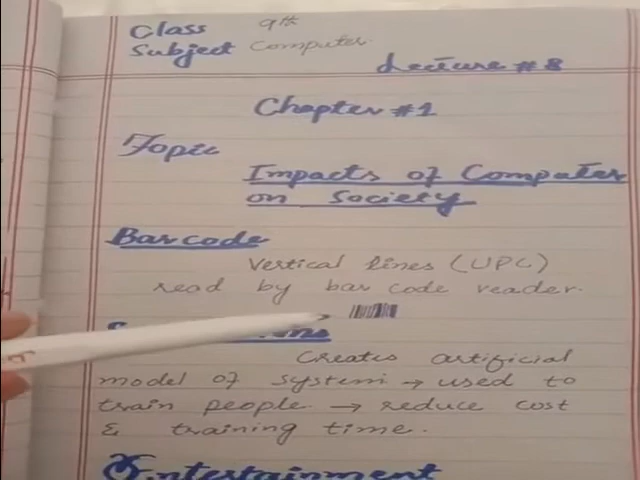 Class 9th
Subject Computer
Lecture # 8
Chapter #1
Topic
Impacts of Computer
on Society
Barcode
Vertical lines (UPC)
read by bar code reader.
Creates artificial
model of system → used to
train people → reduce cost
& training time.
Entertainment